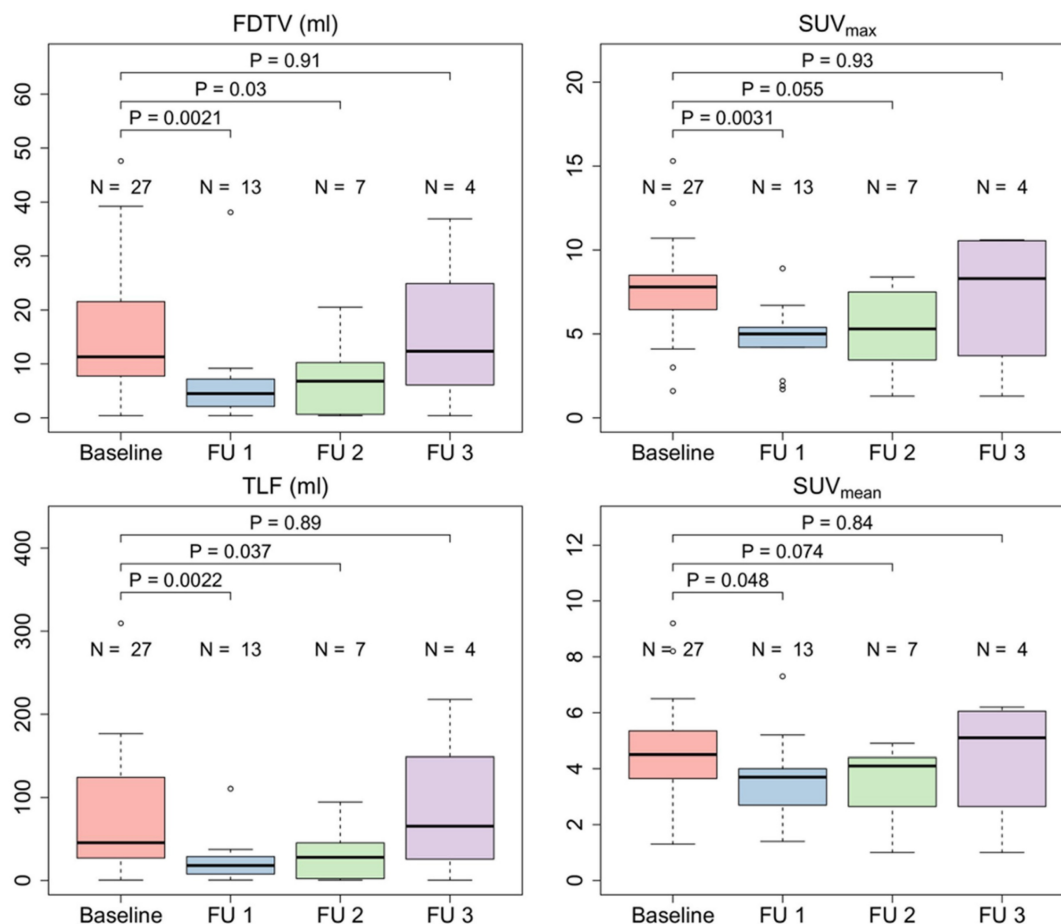 FDTV (ml)
P = 0.91
P = 0.03
P = 0.0021
N = 27 N = 13 N = 7 N = 4
60
50
40
30
20
10
0
Baseline FU 1 FU 2 FU 3
SUVmax
P = 0.93
P = 0.055
P = 0.0031
N = 27 N = 13 N = 7 N = 4
20
15
10
5
0
Baseline FU 1 FU 2 FU 3
TLF (ml)
P = 0.89
P = 0.037
P = 0.0022
N = 27 N = 13 N = 7 N = 4
400
300
200
100
0
Baseline FU 1 FU 2 FU 3
SUVmean
P = 0.84
P = 0.074
P = 0.048
N = 27 N = 13 N = 7 N = 4
12
10
8
6
4
2
0
Baseline FU 1 FU 2 FU 3